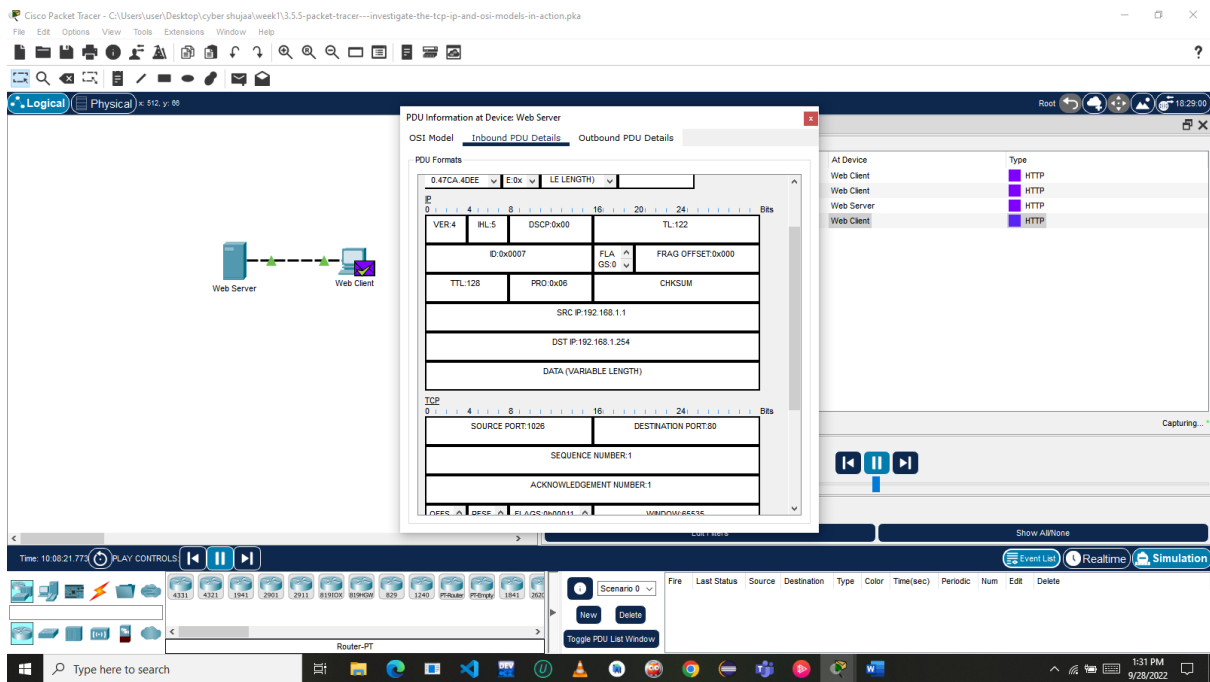 Cisco Packet Tracer - C:\Users\user\Desktop\cyber shujaa\week1\3.5.5-packet-tracer---investigate-the-tcp-ip-and-osi-models-in-action.pka
File Edit Options View Tools Extensions Window Help
?
Logical Physical x: 512, y: 66 Root 18:29:00
PDU Information at Device: Web Server x
OSI Model Inbound PDU Details Outbound PDU Details
PDU Formats
0.47CA.4DEE E:0x LE LENGTH)
IP
0 4 8 16 20 24 Bits
VER:4 IHL:5 DSCP:0x00 TL:122
ID:0x0007 FLA GS:0 FRAG OFFSET:0x000
TTL:128 PRO:0x06 CHKSUM
SRC IP:192.168.1.1
DST IP:192.168.1.254
DATA (VARIABLE LENGTH)
TCP
0 4 8 16 24 Bits
SOURCE PORT:1026 DESTINATION PORT:80
SEQUENCE NUMBER:1
ACKNOWLEDGEMENT NUMBER:1
OFFS RESE FLAGS:0b00011 WINDOW:65535
At Device Type
Web Client HTTP
Web Client HTTP
Web Server HTTP
Web Client HTTP
Web Server Web Client
Capturing...
Edit Filters Show All/None
Time: 10:08:21.773 PLAY CONTROLS: Event List Realtime Simulation
4331 4321 1941 2901 2911 819IOX 819HGW 829 1240 PT-Router PT-Empty 1841 2620
Router-PT
Scenario 0
New Delete
Toggle PDU List Window
Fire Last Status Source Destination Type Color Time(sec) Periodic Num Edit Delete
Type here to search
DEV
1:31 PM
9/28/2022